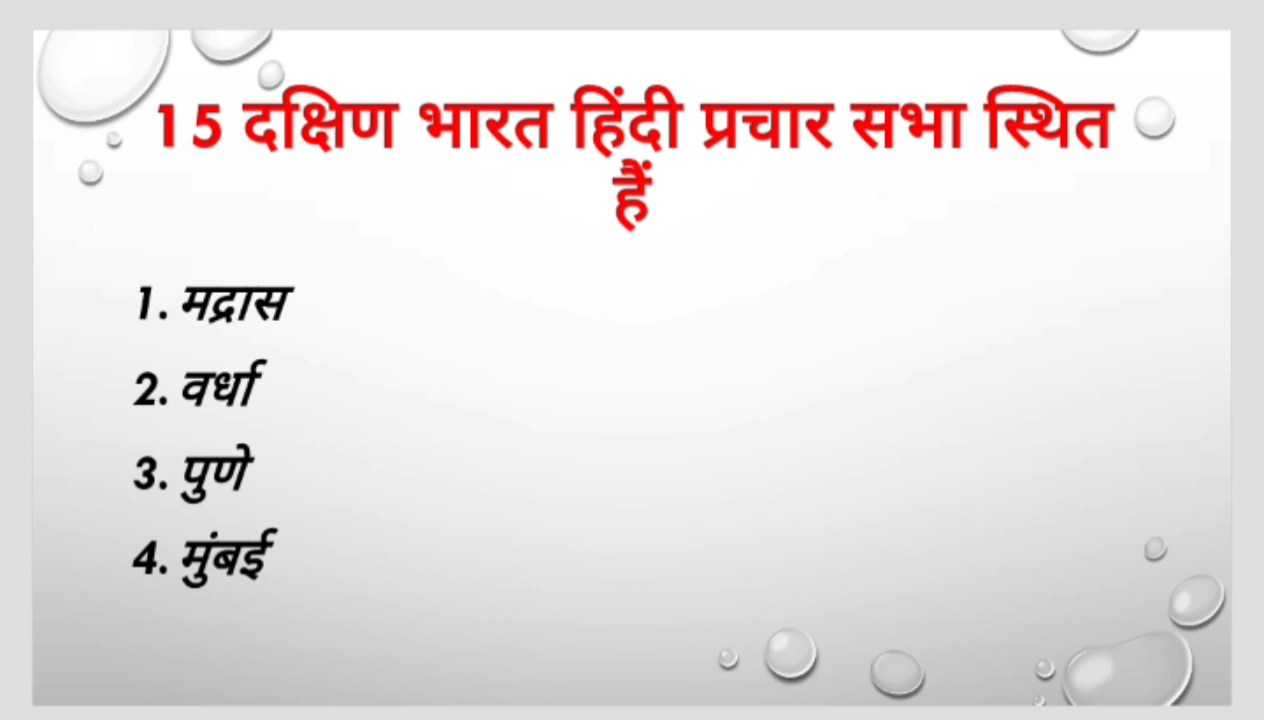 15 दक्षिण भारत हिंदी प्रचार सभा स्थित
हैं
1. मद्रास
2. वर्धा
3. पुणे
4. मुंबई